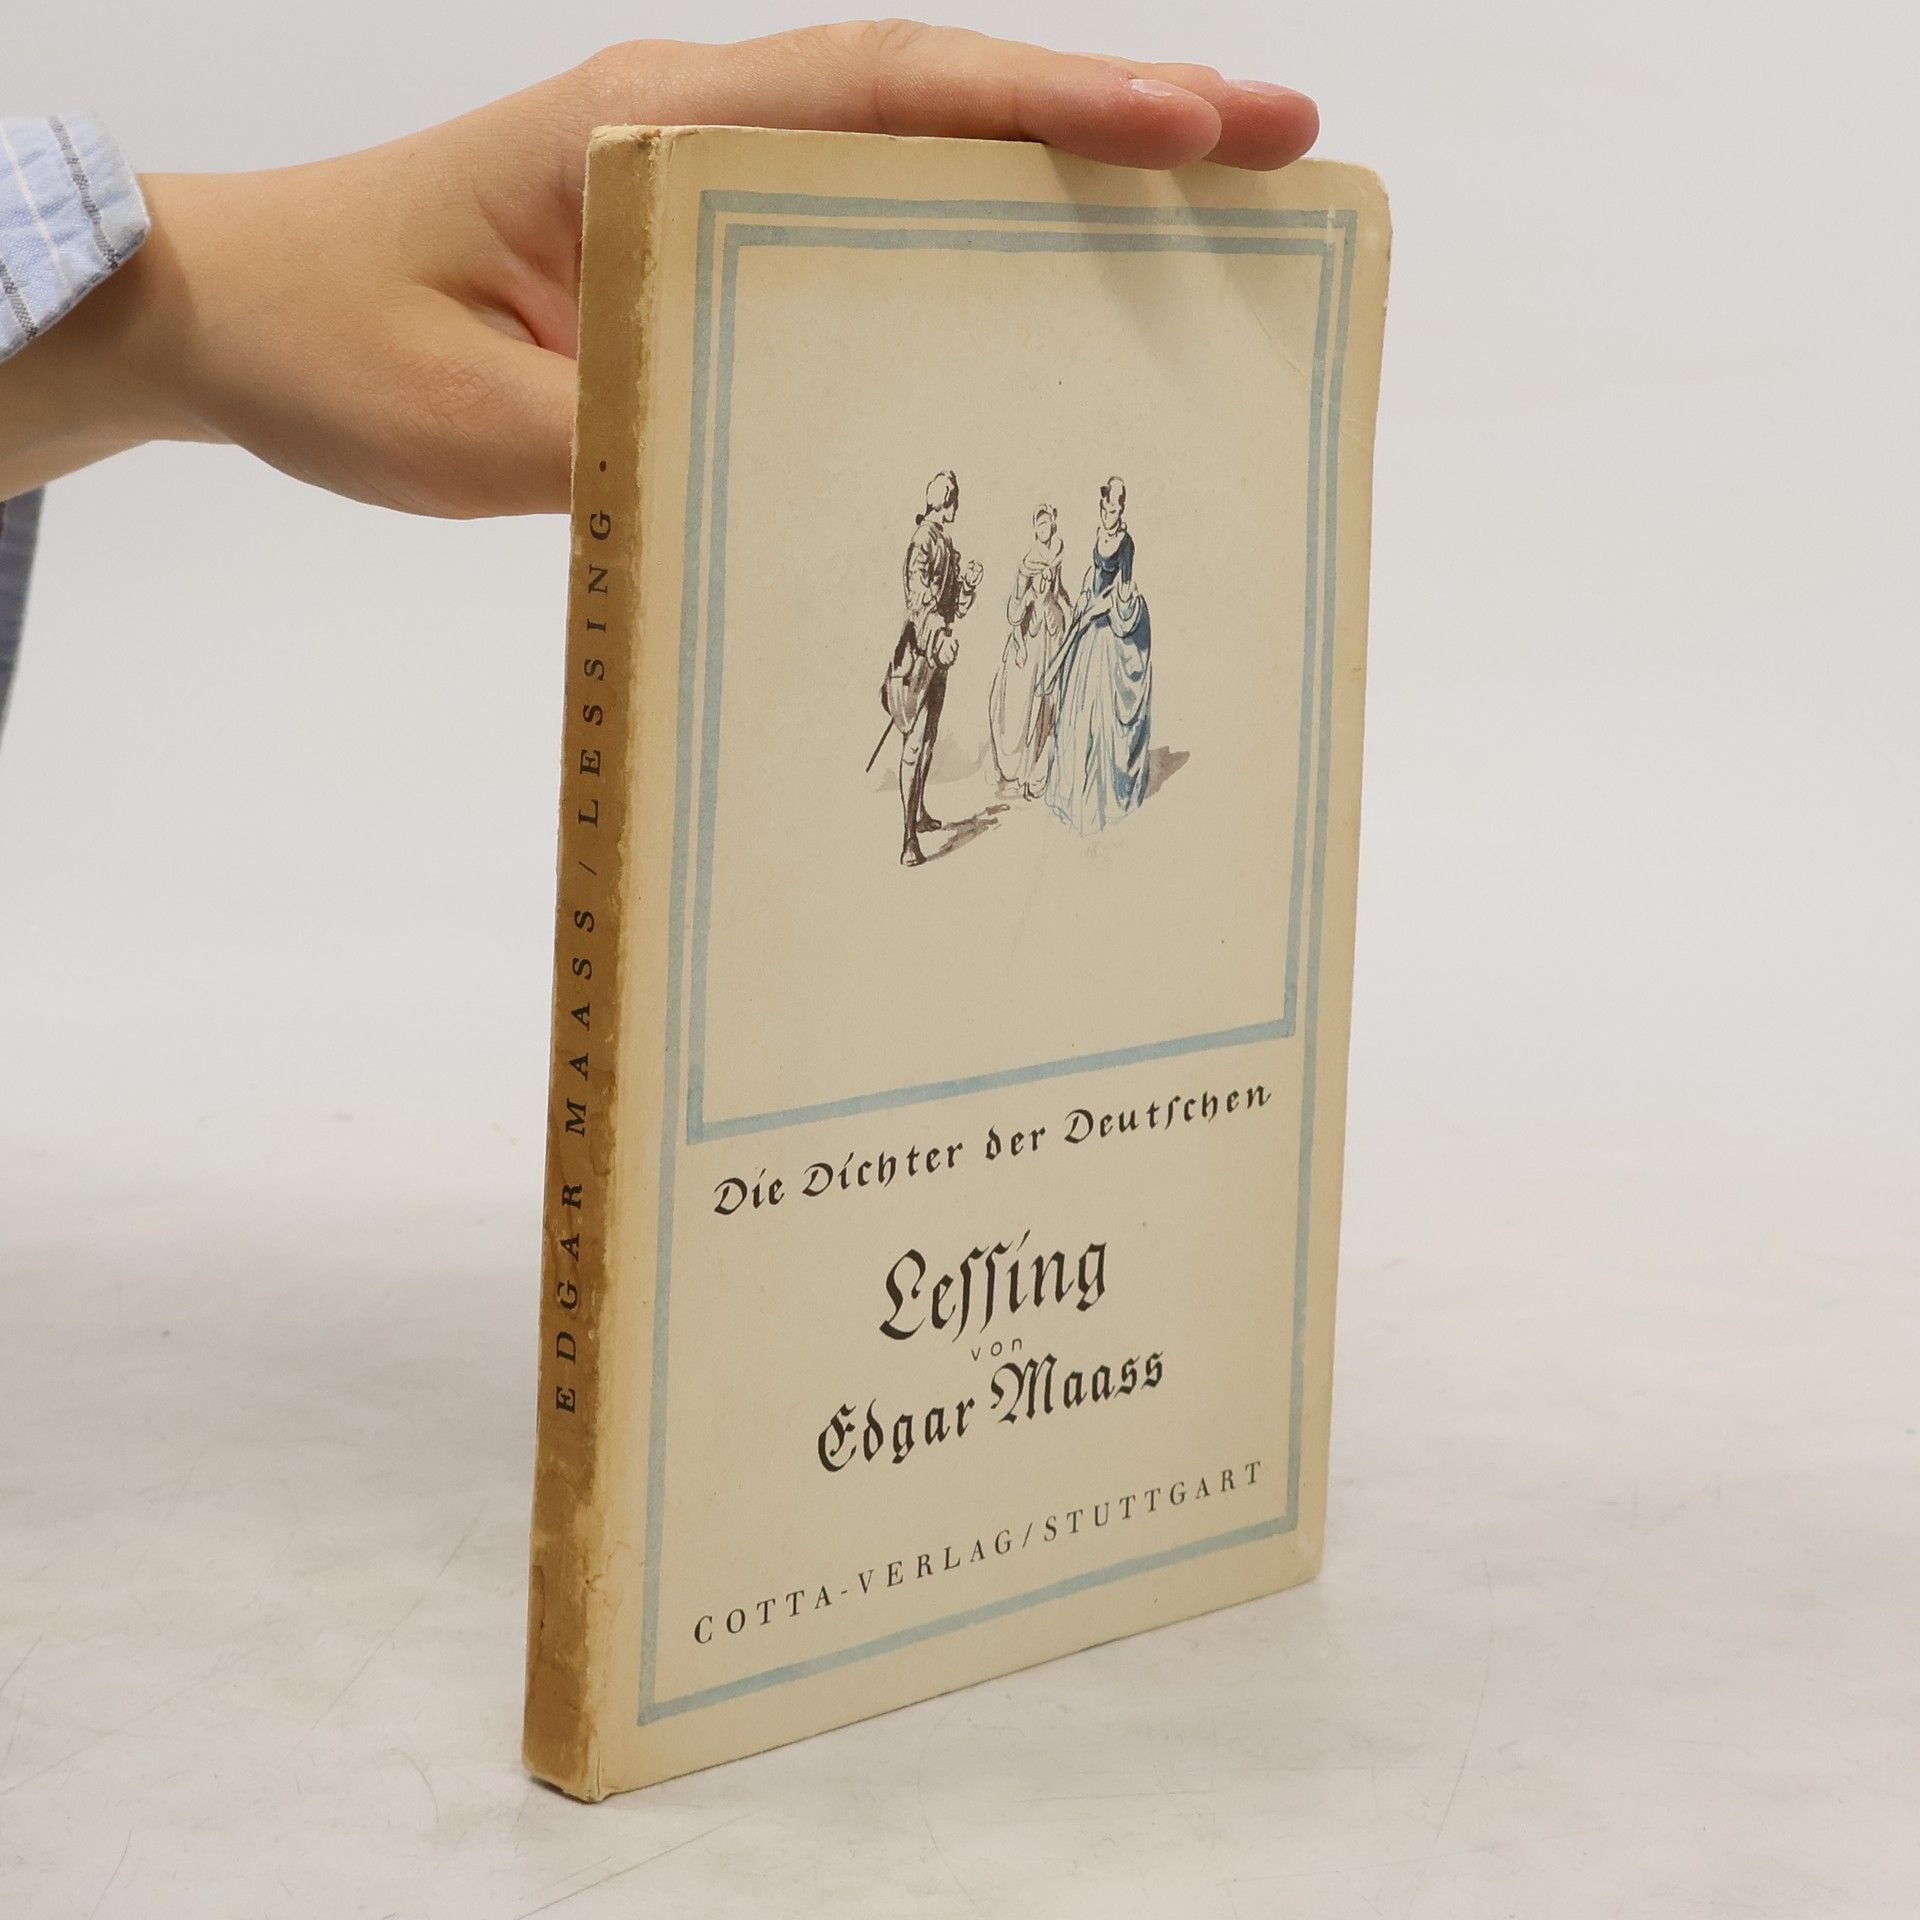 EDGAR MAASS / LESSING ·
Die Dichter der Deutſchen
Leſſing
von
Edgar Maass
COTTA-VERLAG/STUTTGART